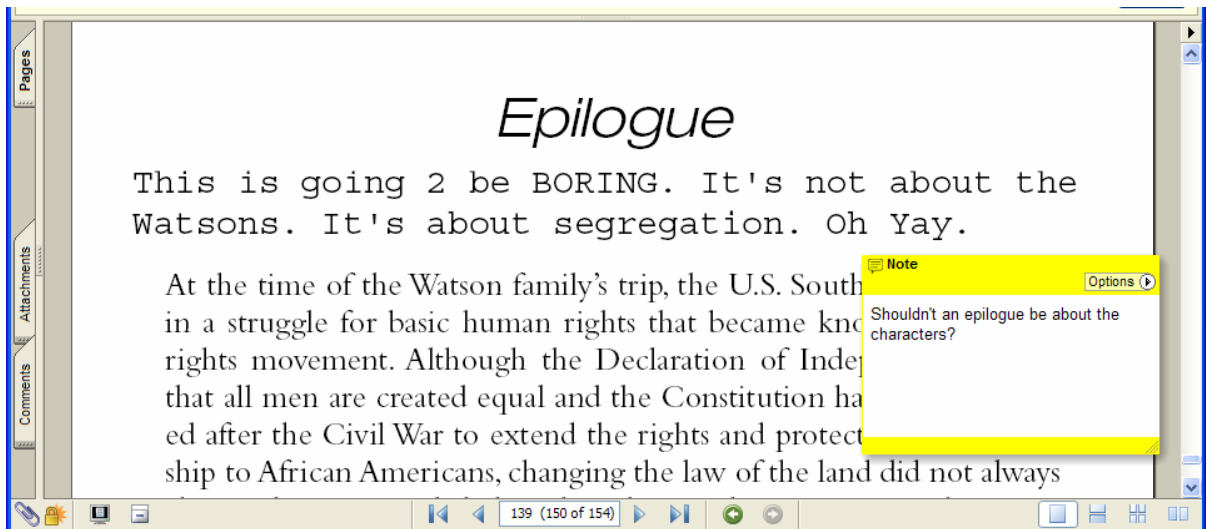 Pages
Attachments
Comments
Epilogue
This is going 2 be BORING. It's not about the
Watsons. It's about segregation. Oh Yay.
Note
Options
Shouldn't an epilogue be about the
characters?
At the time of the Watson family's trip, the U.S. South
in a struggle for basic human rights that became
rights movement. Although the Declaration of
that all men are created equal and the Constitution
ed after the Civil War to extend the rights and
ship to African Americans, changing the law of the land did not always
139 (150 of 154)